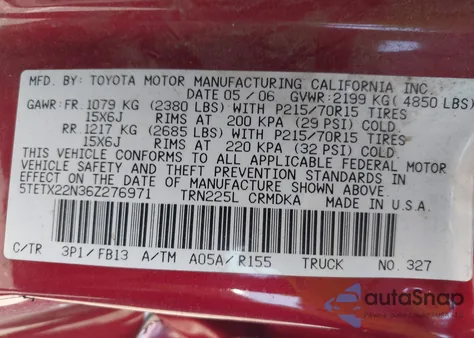 MFD. BY: TOYOTA MOTOR MANUFACTURING CALIFORNIA INC.
DATE 05 / 06 GVWR: 2199 KG( 4850 LBS)
GAWR: FR. 1079 KG (2380 LBS) WITH P215/70R15 TIRES
15X6J RIMS AT 200 KPA (29 PSI) COLD.
RR. 1217 KG (2685 LBS) WITH P215/70R15 TIRES
15X6J RIMS AT 220 KPA (32 PSI) COLD.
THIS VEHICLE CONFORMS TO ALL APPLICABLE FEDERAL MOTOR
VEHICLE SAFETY AND THEFT PREVENTION STANDARDS IN
EFFECT ON THE DATE OF MANUFACTURE SHOWN ABOVE.
5TETX22N36Z276971 TRN225L CRMDKA MADE IN U.S.A.
C/TR 3P1 / FB13 A/TM A05A / R155 TRUCK NO. 327
autoSnap